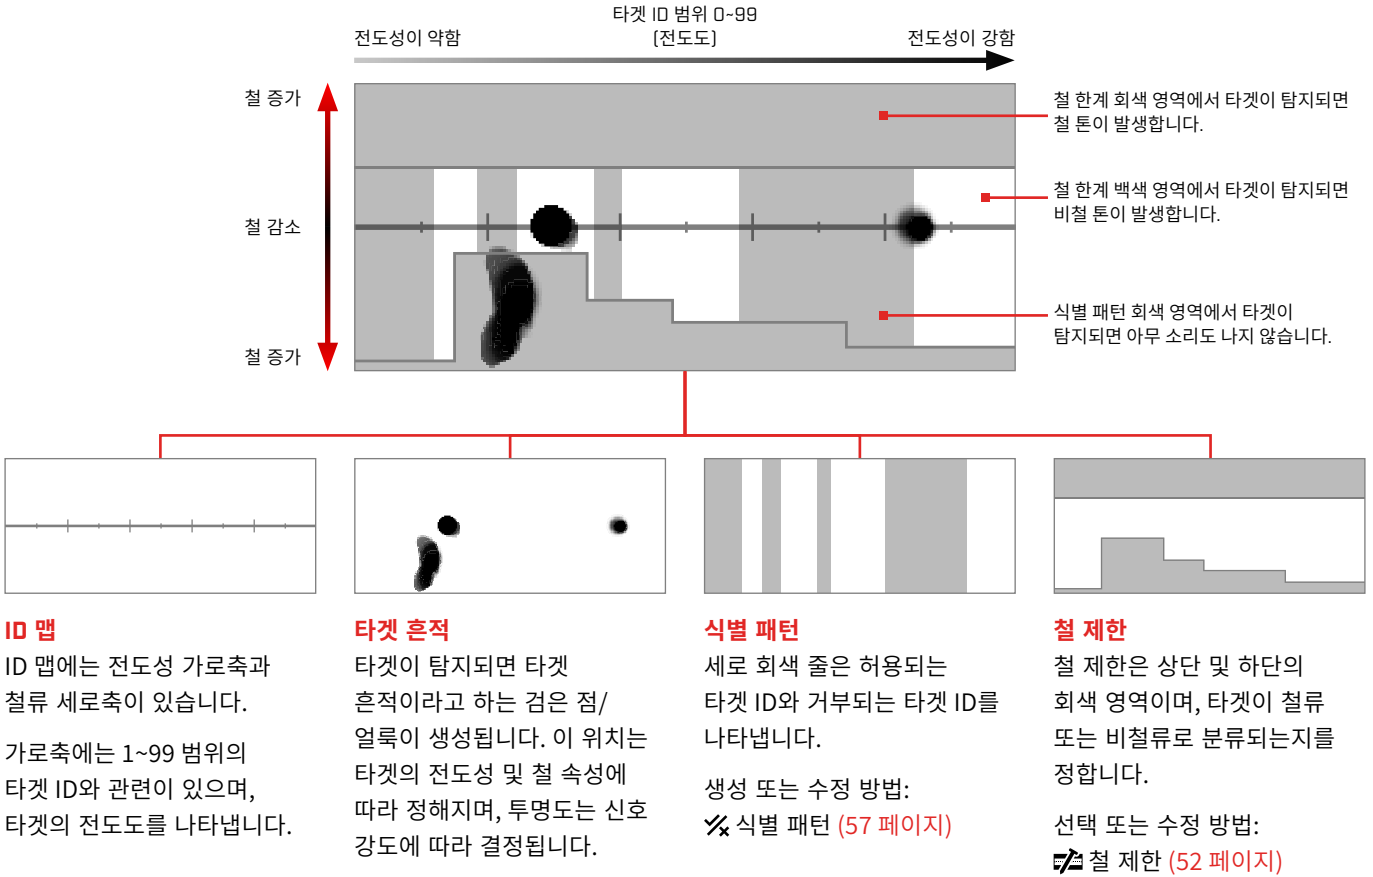 타겟 ID 범위 0~99
전도성이 약함
(전도도)
전도성이 강함
철 증가
철 감소
철 증가
철 한계 회색 영역에서 타겟이 탐지되면
철 톤이 발생합니다.
철 한계 백색 영역에서 타겟이 탐지되면
비철 톤이 발생합니다.
식별 패턴 회색 영역에서 타겟이
탐지되면 아무 소리도 나지 않습니다.
ID 맵
ID 맵에는 전도성 가로축과
철류 세로축이 있습니다.
가로축에는 1~99 범위의
타겟 ID와 관련이 있으며,
타겟의 전도도를 나타냅니다.
타겟 흔적
타겟이 탐지되면 타겟
흔적이라고 하는 검은 점/
얼룩이 생성됩니다. 이 위치는
타겟의 전도성 및 철 속성에
따라 정해지며, 투명도는 신호
강도에 따라 결정됩니다.
식별 패턴
세로 회색 줄은 허용되는
타겟 ID와 거부되는 타겟 ID를
나타냅니다.
생성 또는 수정 방법:
식별 패턴 (57 페이지)
철 제한
철 제한은 상단 및 하단의
회색 영역이며, 타겟이 철류
또는 비철류로 분류되는지를
정합니다.
선택 또는 수정 방법:
철 제한 (52 페이지)